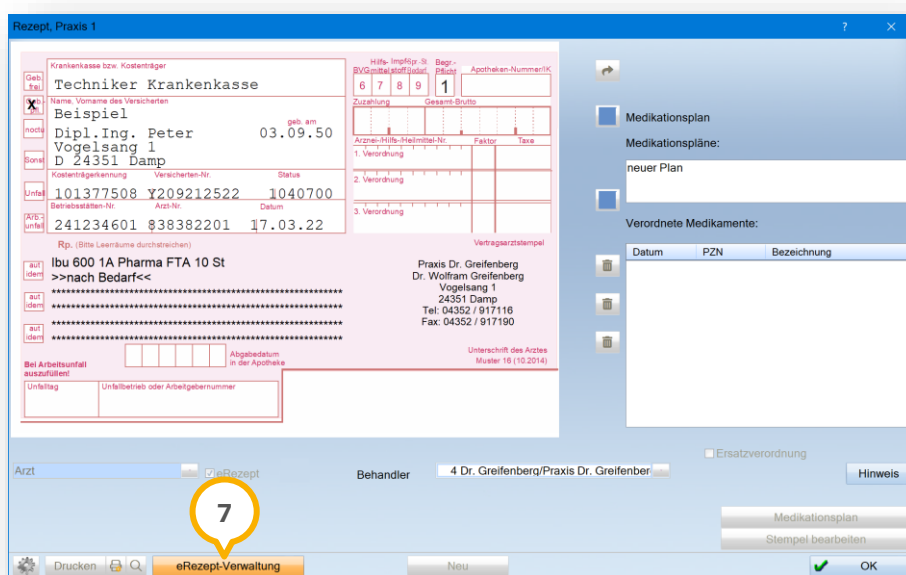 Rezept, Praxis 1
?
Krankenkasse bzw. Kostenträger
Techniker Krankenkasse
Geb. frei
Hilfs- Impf Spr.-St Begr.-
BVG mittel stoff Bedarf Pflicht Apotheken-Nummer/IK
6 7 8 9 1
X
Name, Vorname des Versicherten
Beispiel
geb. am
Dipl.Ing. Peter 03.09.50
Vogelsang 1
D 24351 Damp
noctu
Sonst
Unfall
Arb.-unfall
Zuzahlung Gesamt-Brutto
Arznei-/Hilfs-/Heilmittel-Nr. Faktor Taxe
1. Verordnung
2. Verordnung
3. Verordnung
Kostenträgerkennung Versicherten-Nr. Status
101377508 Y209212522 1040700
Betriebsstätten-Nr. Arzt-Nr. Datum
241234601 838382201 17.03.22
Rp. (Bitte Leerräume durchstreichen)
Vertragsarztstempel
aut idem
Ibu 600 1A Pharma FTA 10 St
>>nach Bedarf<<
aut idem
aut idem
Praxis Dr. Greifenberg
Dr. Wolfram Greifenberg
Vogelsang 1
24351 Damp
Tel: 04352 / 917116
Fax: 04352 / 917190
Abgabedatum
in der Apotheke
Unterschrift des Arztes
Muster 16 (10.2014)
Bei Arbeitsunfall
auszufüllen!
Unfalltag Unfallbetrieb oder Arbeitgebernummer
Medikationsplan
Medikationspläne:
neuer Plan
Verordnete Medikamente:
Datum PZN Bezeichnung
Ersatzverordnung
Arzt
eRezept
Behandler
4 Dr. Greifenberg/Praxis Dr. Greifenber
Hinweis
7
Medikationsplan
Stempel bearbeiten
Drucken
eRezept-Verwaltung
Neu
OK